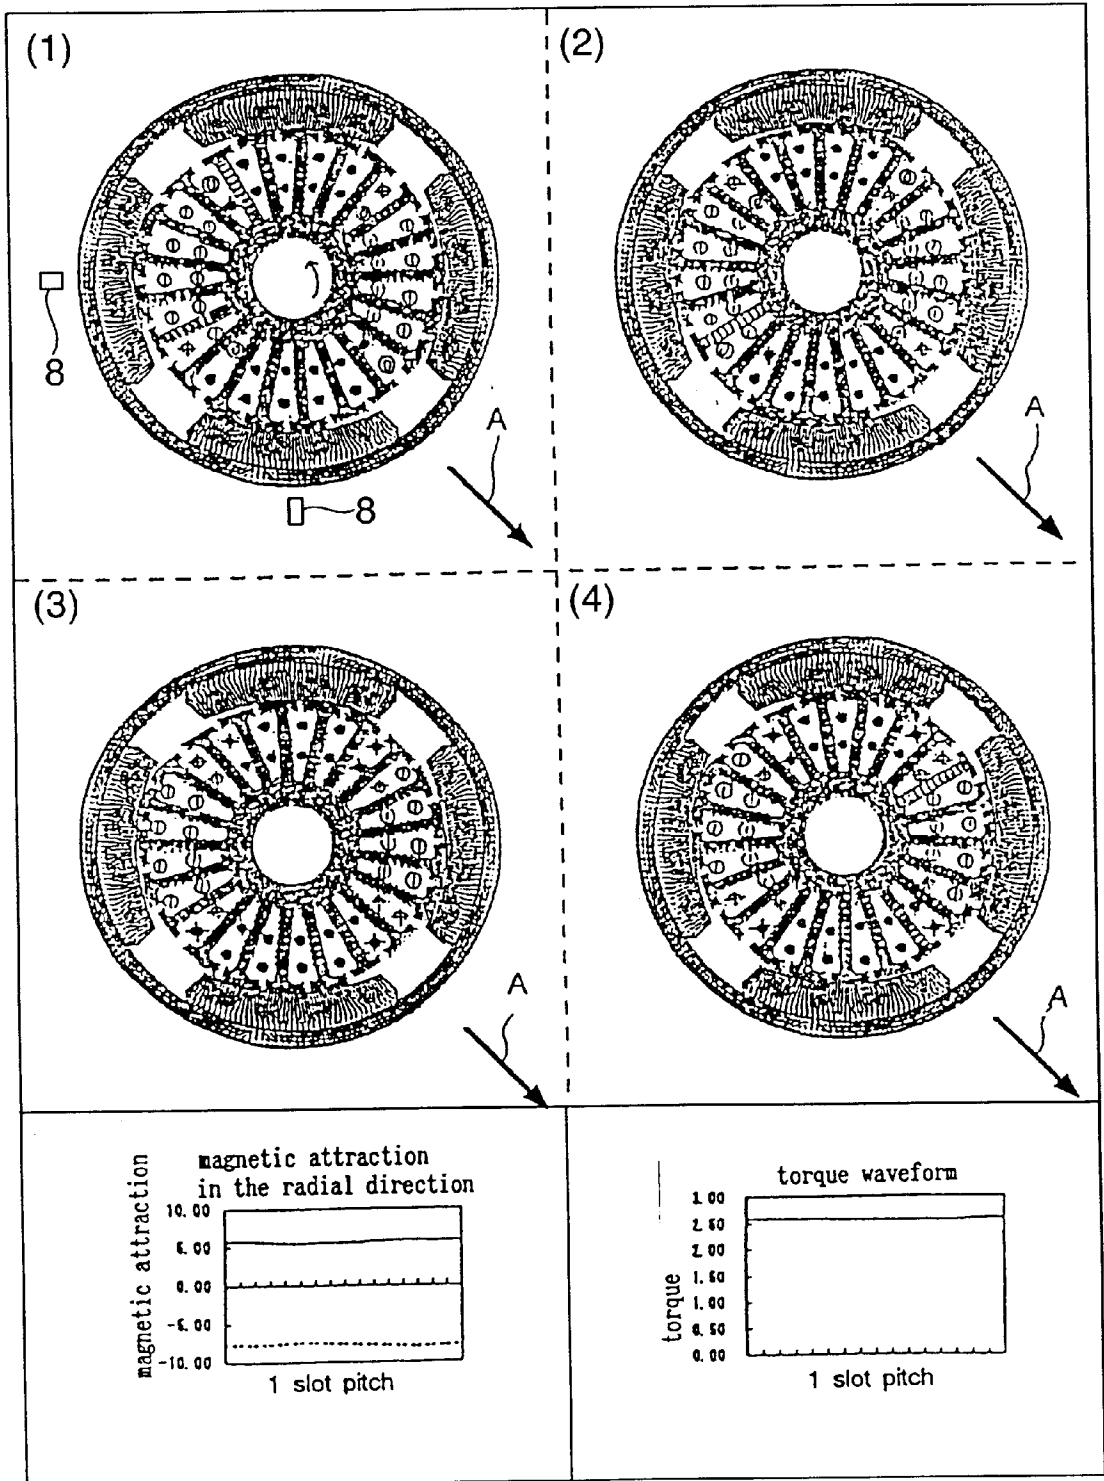 (1)
(2)
8
8
A
A
(3)
(4)
A
A
magnetic attraction
in the radial direction
magnetic attraction
10.00
5.00
0.00
-5.00
-10.00
1 slot pitch
torque waveform
torque
3.00
2.50
2.00
1.50
1.00
0.50
0.00
1 slot pitch